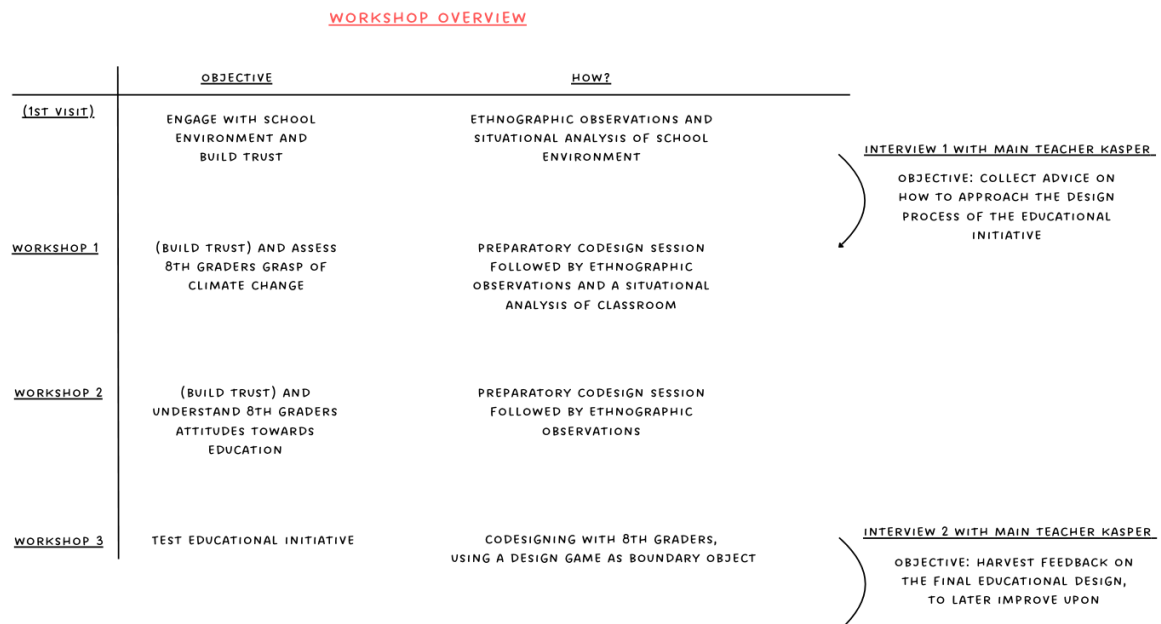 WORKSHOP OVERVIEW
OBJECTIVE
HOW?
(1ST VISIT)
ENGAGE WITH SCHOOL
ENVIRONMENT AND
BUILD TRUST
ETHNOGRAPHIC OBSERVATIONS AND
SITUATIONAL ANALYSIS OF SCHOOL
ENVIRONMENT
INTERVIEW 1 WITH MAIN TEACHER KASPER
OBJECTIVE: COLLECT ADVICE ON
HOW TO APPROACH THE DESIGN
PROCESS OF THE EDUCATIONAL
INITIATIVE
WORKSHOP 1
(BUILD TRUST) AND ASSESS
8TH GRADERS GRASP OF
CLIMATE CHANGE
PREPARATORY CODESIGN SESSION
FOLLOWED BY ETHNOGRAPHIC
OBSERVATIONS AND A SITUATIONAL
ANALYSIS OF CLASSROOM
WORKSHOP 2
(BUILD TRUST) AND
UNDERSTAND 8TH GRADERS
ATTITUDES TOWARDS
EDUCATION
PREPARATORY CODESIGN SESSION
FOLLOWED BY ETHNOGRAPHIC
OBSERVATIONS
WORKSHOP 3
TEST EDUCATIONAL INITIATIVE
CODESIGNING WITH 8TH GRADERS,
USING A DESIGN GAME AS BOUNDARY OBJECT
INTERVIEW 2 WITH MAIN TEACHER KASPER
OBJECTIVE: HARVEST FEEDBACK ON
THE FINAL EDUCATIONAL DESIGN,
TO LATER IMPROVE UPON